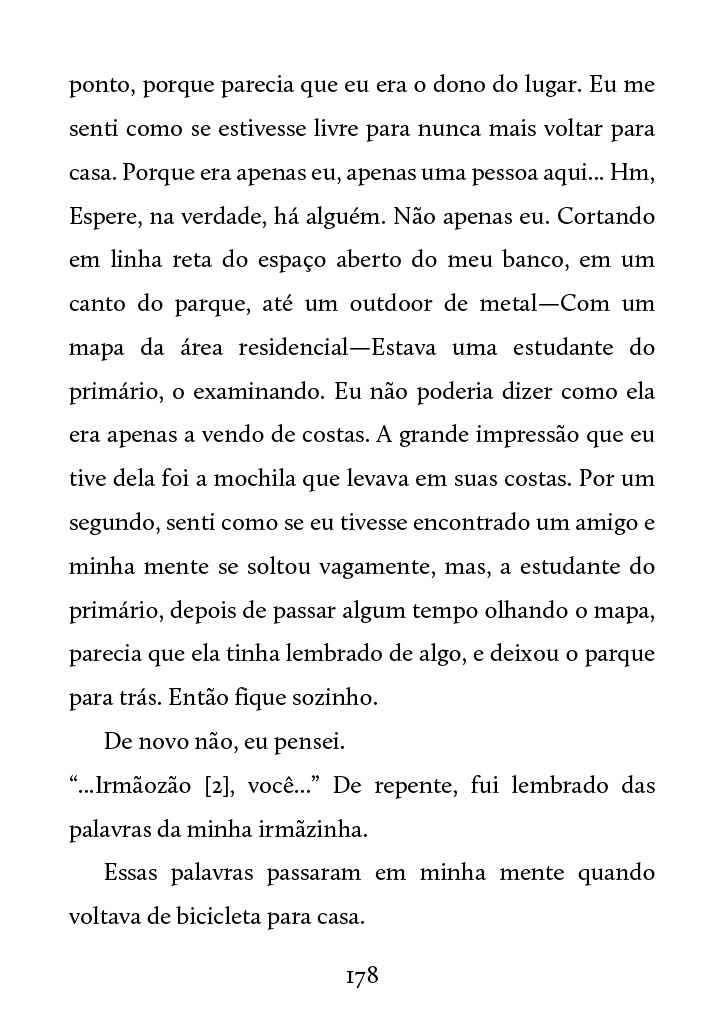 ponto, porque parecia que eu era o dono do lugar. Eu me
senti como se estivesse livre para nunca mais voltar para
casa. Porque era apenas eu, apenas uma pessoa aqui... Hm,
Espere, na verdade, há alguém. Não apenas eu. Cortando
em linha reta do espaço aberto do meu banco, em um
canto do parque, até um outdoor de metal—Com um
mapa da área residencial—Estava uma estudante do
primário, o examinando. Eu não poderia dizer como ela
era apenas a vendo de costas. A grande impressão que eu
tive dela foi a mochila que levava em suas costas. Por um
segundo, senti como se eu tivesse encontrado um amigo e
minha mente se soltou vagamente, mas, a estudante do
primário, depois de passar algum tempo olhando o mapa,
parecia que ela tinha lembrado de algo, e deixou o parque
para trás. Então fique sozinho.
De novo não, eu pensei.
“...Irmãozão [2], você...” De repente, fui lembrado das
palavras da minha irmãzinha.
Essas palavras passaram em minha mente quando
voltava de bicicleta para casa.
178